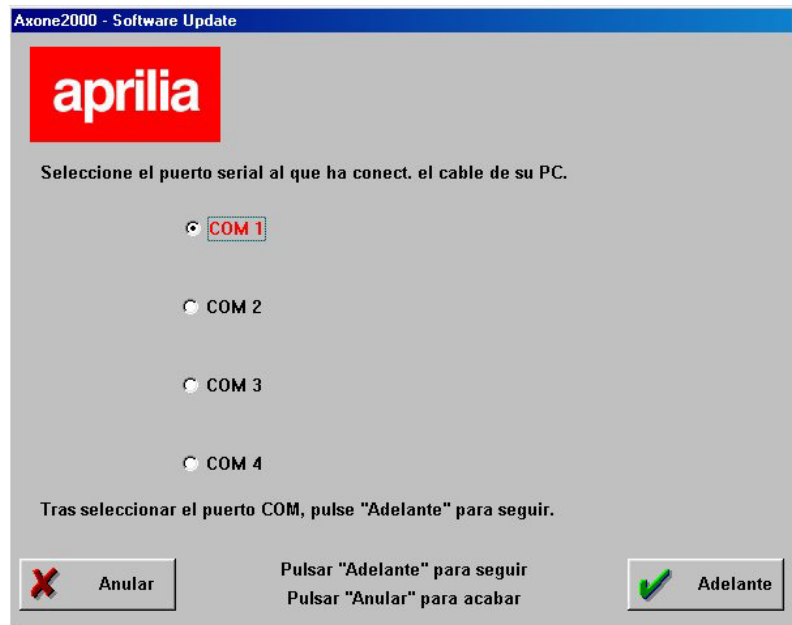 Axone2000 - Software Update
aprilia
Seleccione el puerto serial al que ha conect. el cable de su PC.
COM 1
COM 2
COM 3
COM 4
Tras seleccionar el puerto COM, pulse "Adelante" para seguir.
Anular
Pulsar "Adelante" para seguir
Pulsar "Anular" para acabar
Adelante